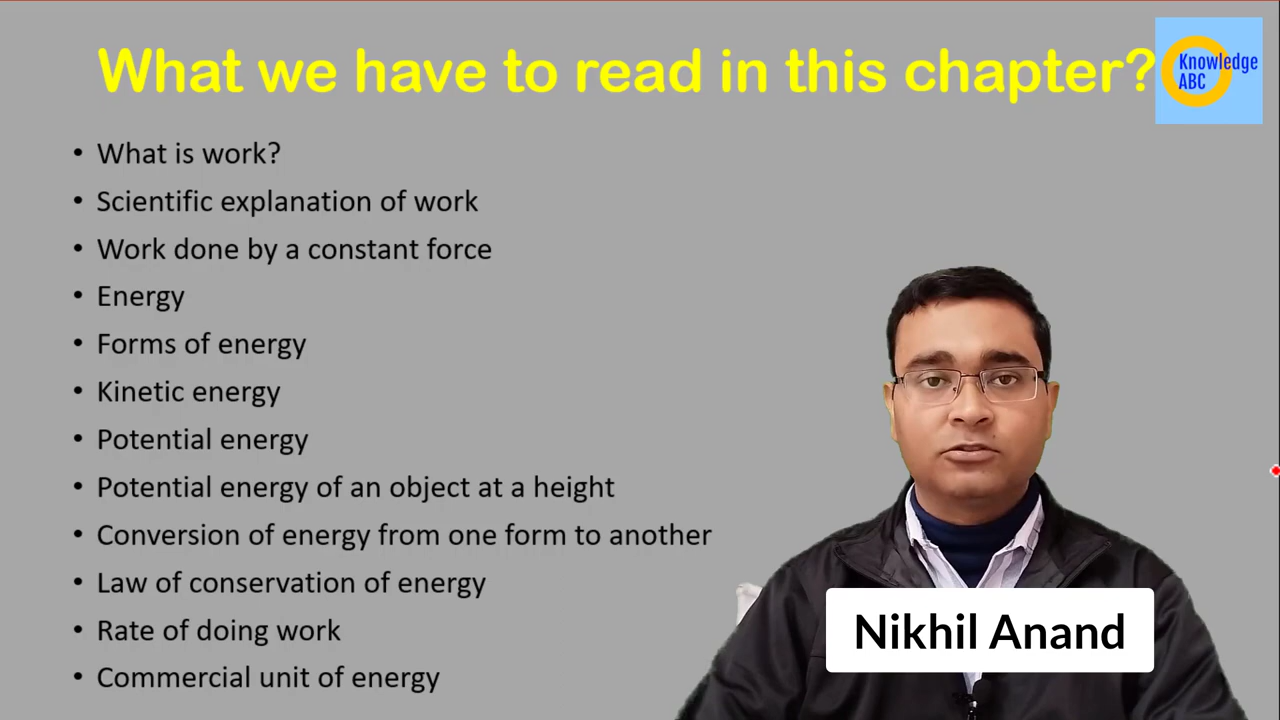 What we have to read in this chapter?
Knowledge
ABC
• What is work?
• Scientific explanation of work
• Work done by a constant force
• Energy
• Forms of energy
• Kinetic energy
• Potential energy
• Potential energy of an object at a height
• Conversion of energy from one form to another
• Law of conservation of energy
• Rate of doing work
• Commercial unit of energy
Nikhil Anand